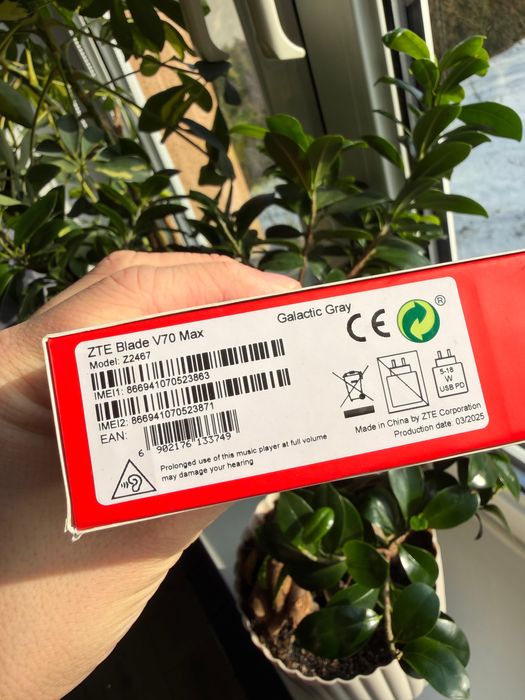 ZTE Blade V70 Max
Galactic Gray
CE
®
Model: Z2467
IMEI1: 866941070523863
IMEI2: 866941070523871
EAN:
6 902176 133749
5-18
W
USB PD
Made in China by ZTE Corporation
Production date: 03/2025
Prolonged use of this music player at full volume
may damage your hearing